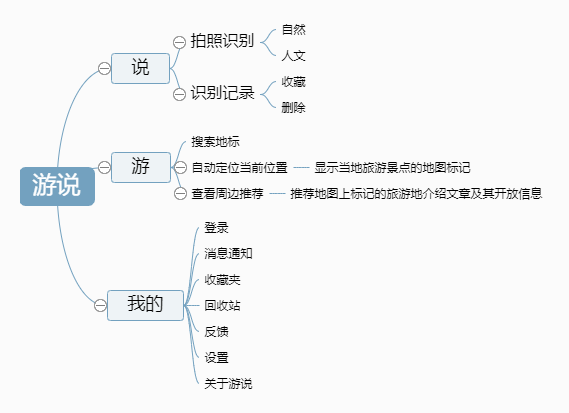 游说
说
拍照识别
自然
人文
识别记录
收藏
删除
游
搜索地标
自动定位当前位置
显示当地旅游景点的地图标记
查看周边推荐
推荐地图上标记的旅游地介绍文章及其开放信息
我的
登录
消息通知
收藏夹
回收站
反馈
设置
关于游说